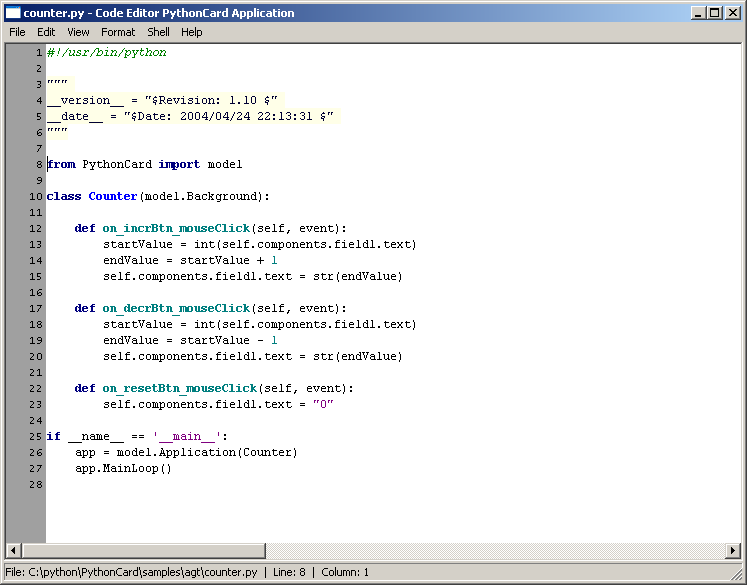 counter.py - Code Editor PythonCard Application
File Edit View Format Shell Help
1 #!/usr/bin/python
2
3 """
4 __version__ = "$Revision: 1.10 $"
5 __date__ = "$Date: 2004/04/24 22:13:31 $"
6 """
7
8 from PythonCard import model
9
10 class Counter(model.Background):
11
12     def on_incrBtn_mouseClick(self, event):
13         startValue = int(self.components.field1.text)
14         endValue = startValue + 1
15         self.components.field1.text = str(endValue)
16
17     def on_decrBtn_mouseClick(self, event):
18         startValue = int(self.components.field1.text)
19         endValue = startValue - 1
20         self.components.field1.text = str(endValue)
21
22     def on_resetBtn_mouseClick(self, event):
23         self.components.field1.text = "0"
24
25 if __name__ == '__main__':
26     app = model.Application(Counter)
27     app.MainLoop()
28
File: C:\python\PythonCard\samples\agt\counter.py | Line: 8 | Column: 1